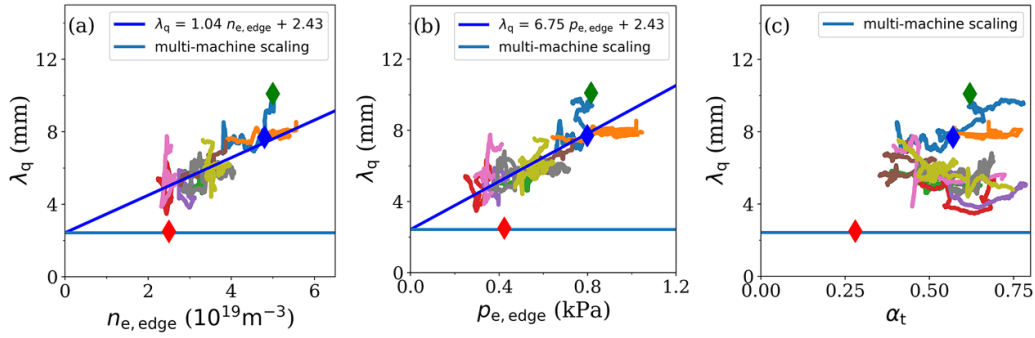 (a)
λq = 1.04 ne,edge + 2.43
multi-machine scaling
12
8
4
0
λq (mm)
0 2 4 6
ne,edge (10¹⁹m⁻³)
(b)
λq = 6.75 pe,edge + 2.43
multi-machine scaling
12
8
4
0
λq (mm)
0.0 0.4 0.8 1.2
pe,edge (kPa)
(c)
multi-machine scaling
12
8
4
0
λq (mm)
0.00 0.25 0.50 0.75
αt